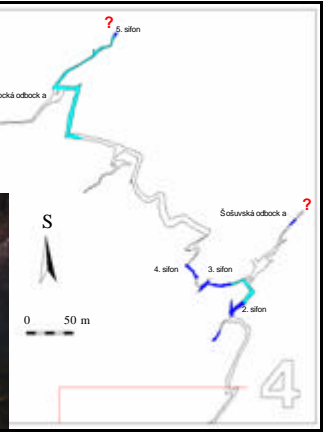 ?
5. sifon
ocká odbock a
?
Šošuvská odbock a
S
4. sifon
3. sifon
2. sifon
0 50 m
4